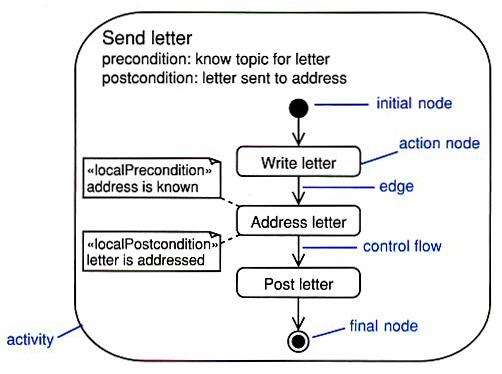 Send letter
precondition: know topic for letter
postcondition: letter sent to address
initial node
action node
Write letter
«localPrecondition»
address is known
edge
Address letter
«localPostcondition»
letter is addressed
control flow
Post letter
final node
activity